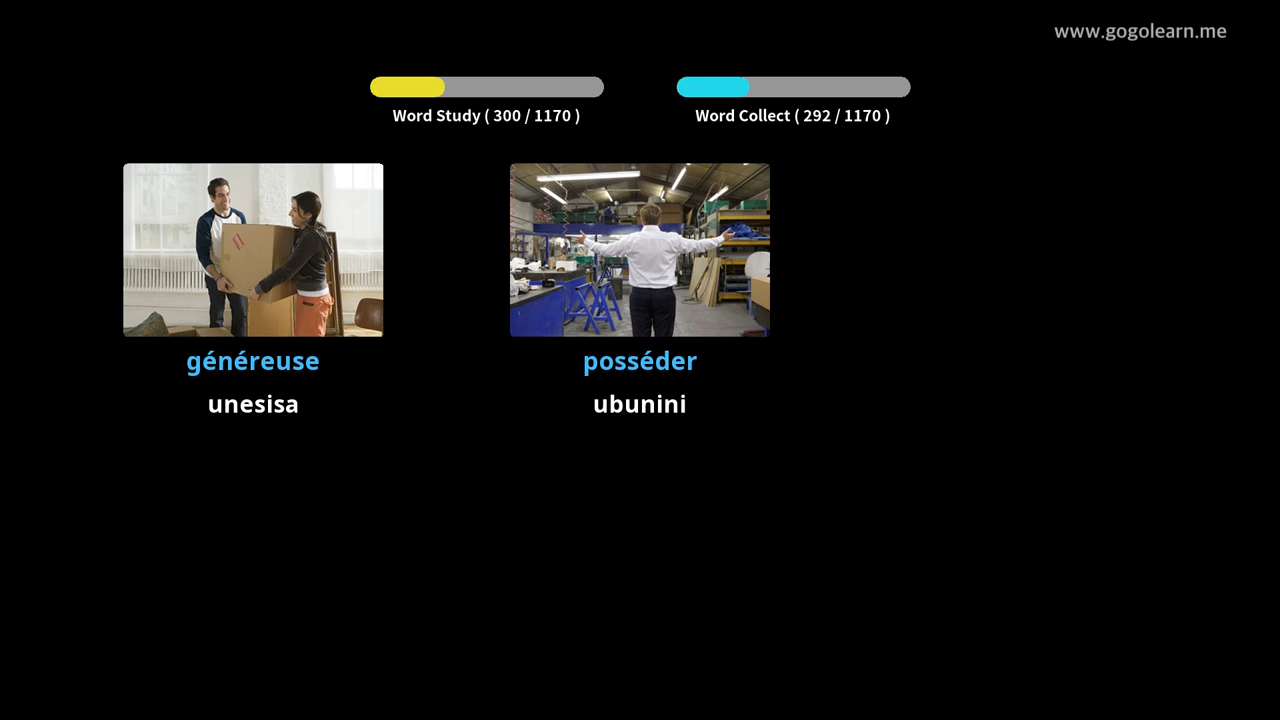 www.gogolearn.me
Word Study ( 300 / 1170 )
Word Collect ( 292 / 1170 )
généreuse
unesisa
posséder
ubunini